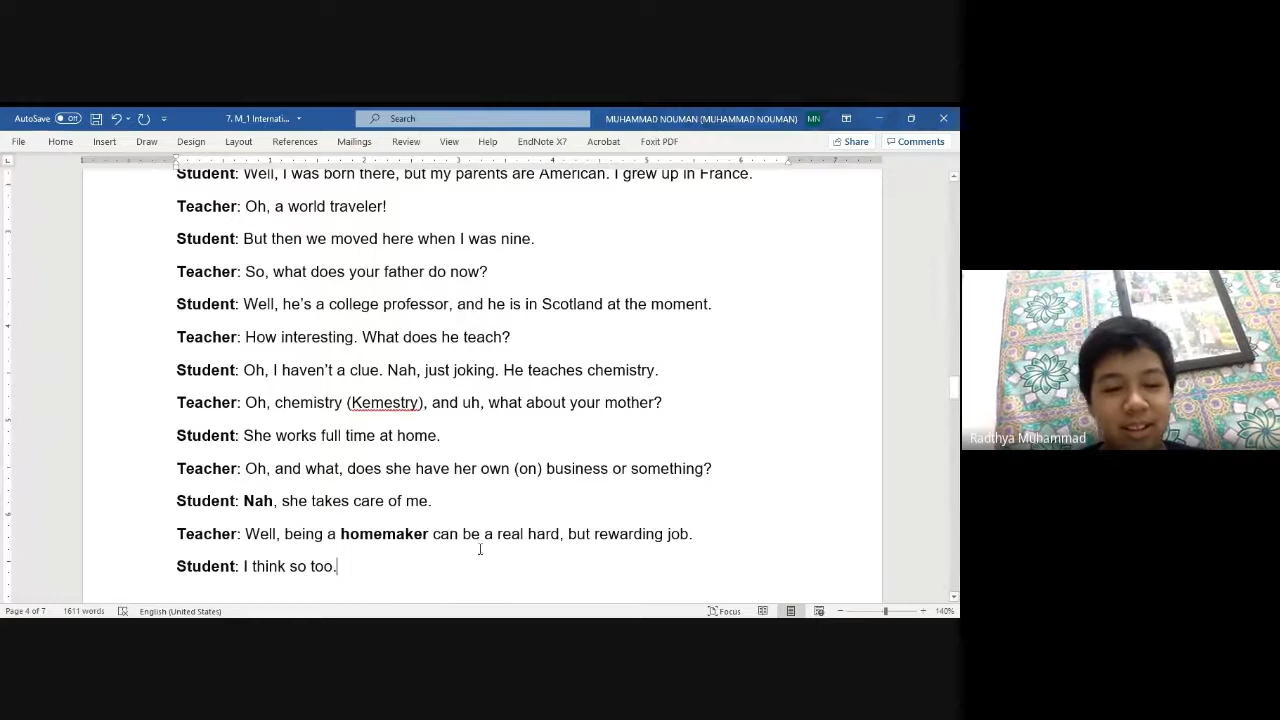 AutoSave Off 7. M_1 Internati... Search MUHAMMAD NOUMAN (MUHAMMAD NOUMAN) MN
File Home Insert Draw Design Layout References Mailings Review View Help EndNote X7 Acrobat Foxit PDF Share Comments
1 2 3 4 5 6 7
Student: Well, I was born there, but my parents are American. I grew up in France.
Teacher: Oh, a world traveler!
Student: But then we moved here when I was nine.
Teacher: So, what does your father do now?
Student: Well, he's a college professor, and he is in Scotland at the moment.
Teacher: How interesting. What does he teach?
Student: Oh, I haven't a clue. Nah, just joking. He teaches chemistry.
Teacher: Oh, chemistry (Kemestry), and uh, what about your mother?
Student: She works full time at home.
Teacher: Oh, and what, does she have her own (on) business or something?
Student: Nah, she takes care of me.
Teacher: Well, being a homemaker can be a real hard, but rewarding job.
Student: I think so too.
Page 4 of 7 1611 words English (United States) Focus 140%
Radthya Muhammad